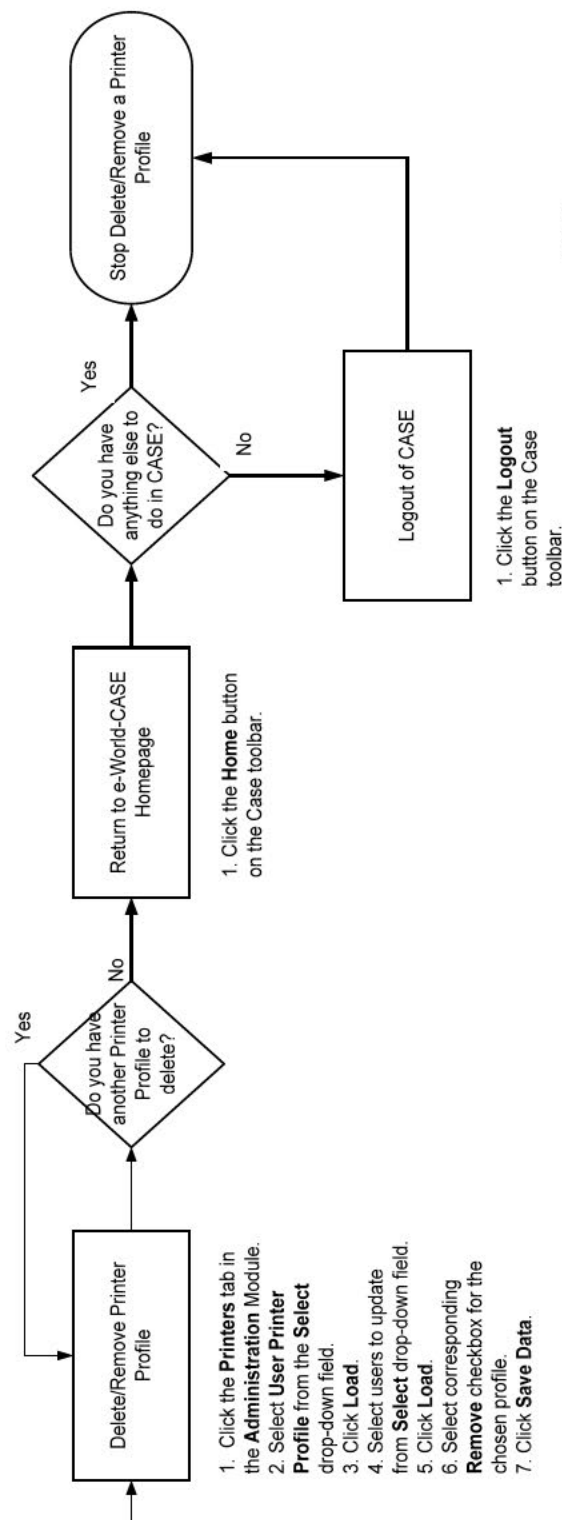 Delete/Remove Printer
Profile
1. Click the Printers tab in
the Administration Module.
2. Select User Printer
Profile from the Select
drop-down field.
3. Click Load.
4. Select users to update
from Select drop-down field.
5. Click Load.
6. Select corresponding
Remove checkbox for the
chosen profile.
7. Click Save Data.
Do you have
another Printer
Profile to
delete?
Yes
No
Return to e-World-CASE
Homepage
1. Click the Home button
on the Case toolbar.
Do you have
anything else to
do in CASE?
Yes
No
Logout of CASE
1. Click the Logout
button on the Case
toolbar.
Stop Delete/Remove a Printer
Profile